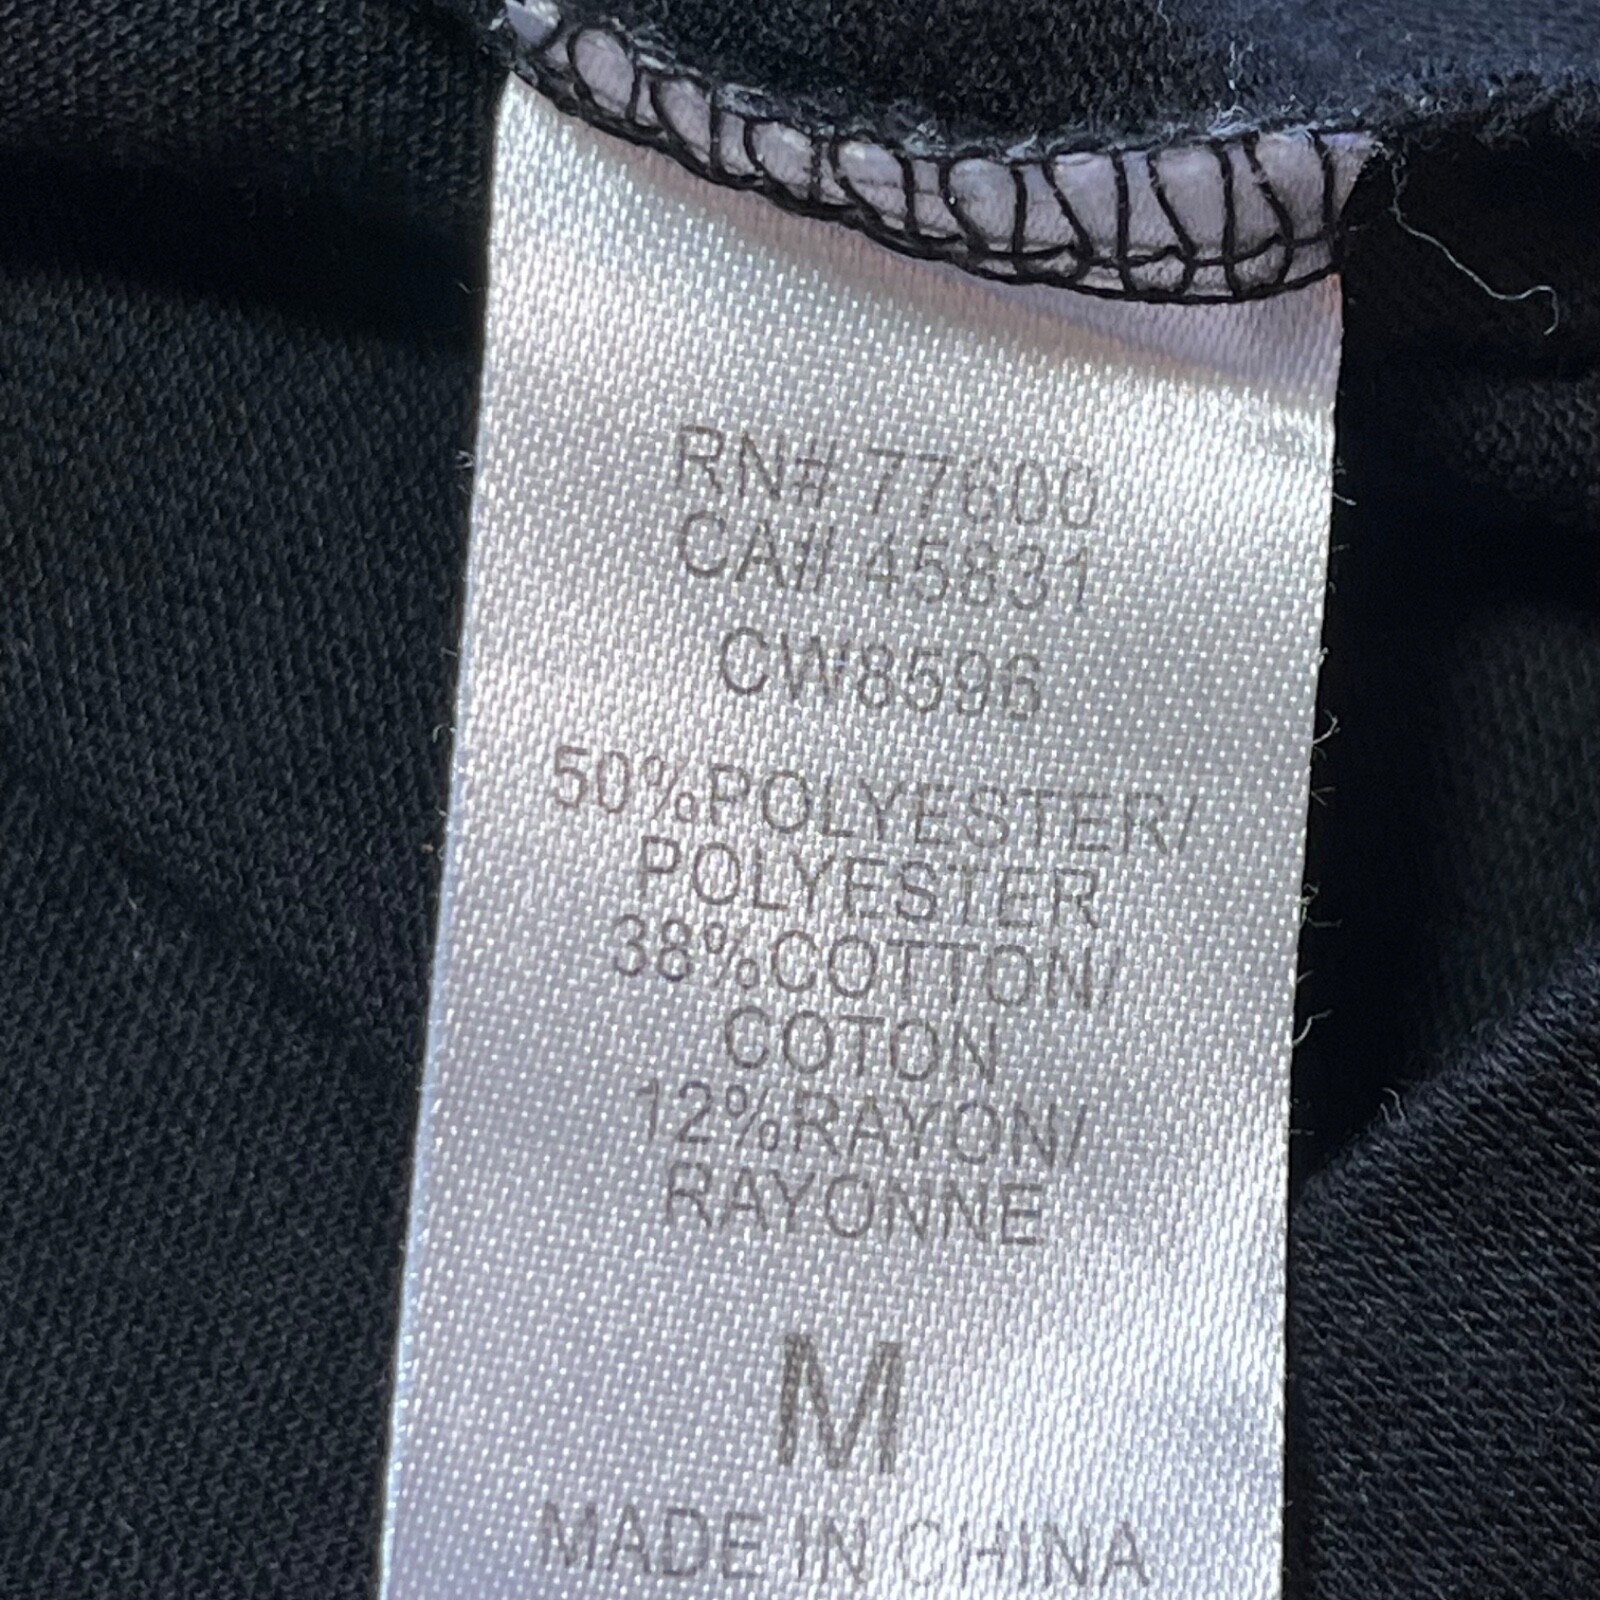 RN# 77600
CA# 45831
CW8596
50%POLYESTER/
POLYESTER
38%COTTON/
COTON
12%RAYON/
RAYONNE
M
MADE IN CHINA